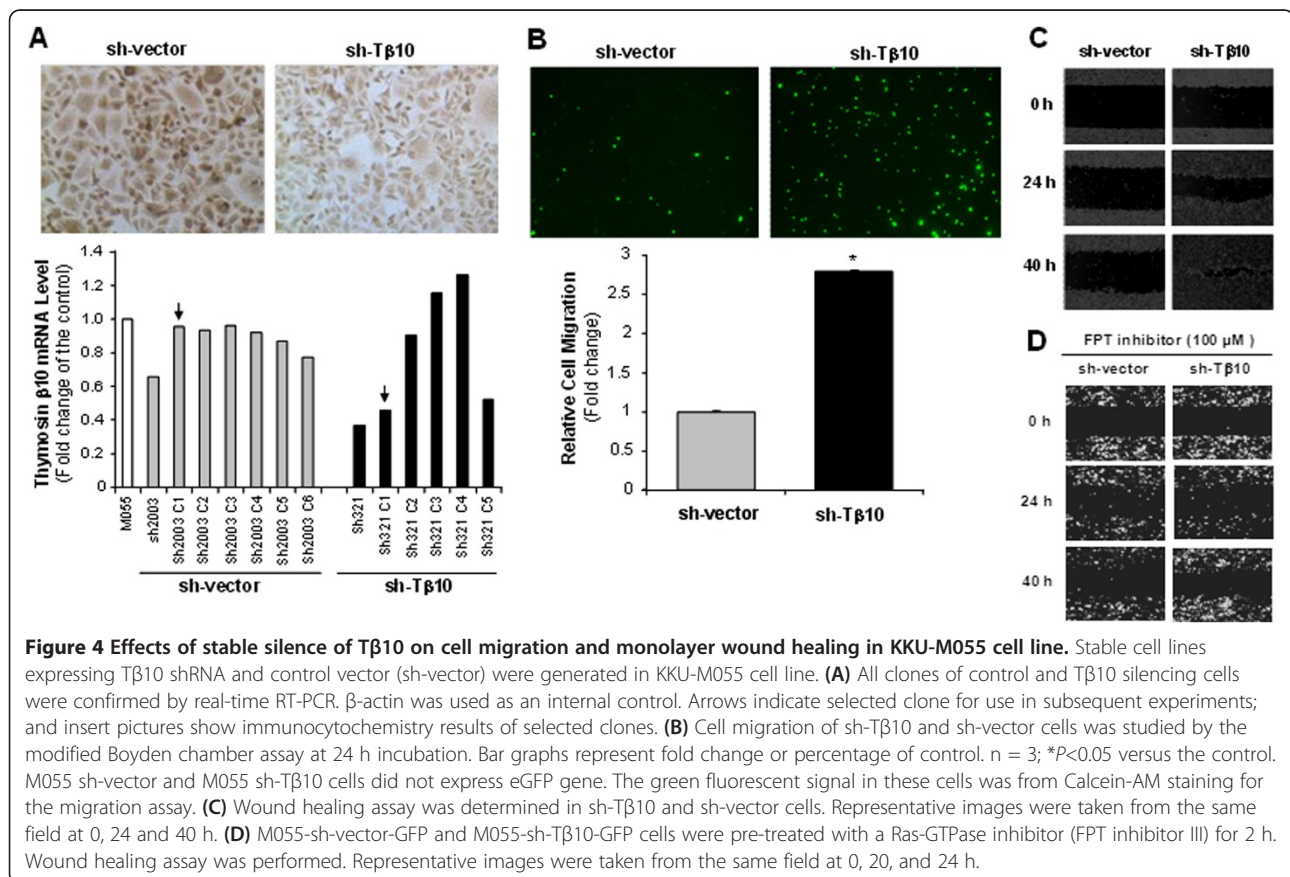 A
sh-vector
sh-Tβ10
Thymosin β10 mRNA Level
(Fold change of the control)
1.4
1.2
1.0
0.8
0.6
0.4
0.2
0
M055
sh2003
Sh2003 C1
Sh2003 C2
Sh2003 C3
Sh2003 C4
Sh2003 C5
Sh2003 C6
Sh321
Sh321 C1
Sh321 C2
Sh321 C3
Sh321 C4
Sh321 C5
sh-vector
sh-Tβ10
B
sh-vector
sh-Tβ10
Relative Cell Migration
(Fold change)
3
2.5
2
1.5
1
0.5
0
*
sh-vector
sh-Tβ10
C
sh-vector
sh-Tβ10
0 h
24 h
40 h
D
FPT inhibitor (100 µM )
sh-vector
sh-Tβ10
0 h
24 h
40 h
Figure 4 Effects of stable silence of Tβ10 on cell migration and monolayer wound healing in KKU-M055 cell line. Stable cell lines
expressing Tβ10 shRNA and control vector (sh-vector) were generated in KKU-M055 cell line. (A) All clones of control and Tβ10 silencing cells
were confirmed by real-time RT-PCR. β-actin was used as an internal control. Arrows indicate selected clone for use in subsequent experiments;
and insert pictures show immunocytochemistry results of selected clones. (B) Cell migration of sh-Tβ10 and sh-vector cells was studied by the
modified Boyden chamber assay at 24 h incubation. Bar graphs represent fold change or percentage of control. n = 3; *P<0.05 versus the control.
M055 sh-vector and M055 sh-Tβ10 cells did not express eGFP gene. The green fluorescent signal in these cells was from Calcein-AM staining for
the migration assay. (C) Wound healing assay was determined in sh-Tβ10 and sh-vector cells. Representative images were taken from the same
field at 0, 24 and 40 h. (D) M055-sh-vector-GFP and M055-sh-Tβ10-GFP cells were pre-treated with a Ras-GTPase inhibitor (FPT inhibitor III) for 2 h.
Wound healing assay was performed. Representative images were taken from the same field at 0, 20, and 24 h.